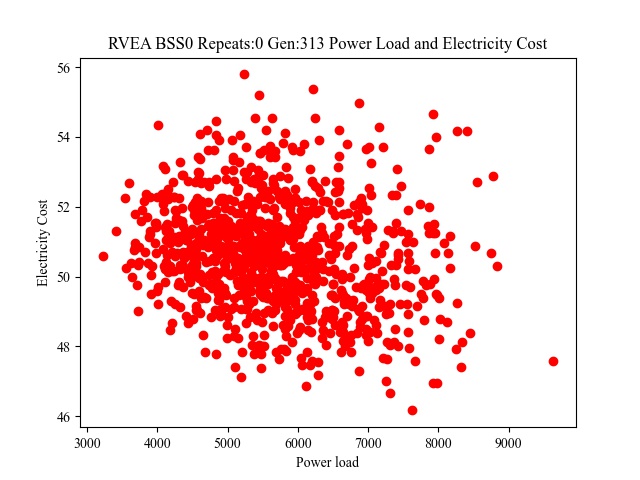 RVEA BSS0 Repeats:0 Gen:313 Power Load and Electricity Cost
56
54
52
50
48
46
Electricity Cost
3000 4000 5000 6000 7000 8000 9000
Power load